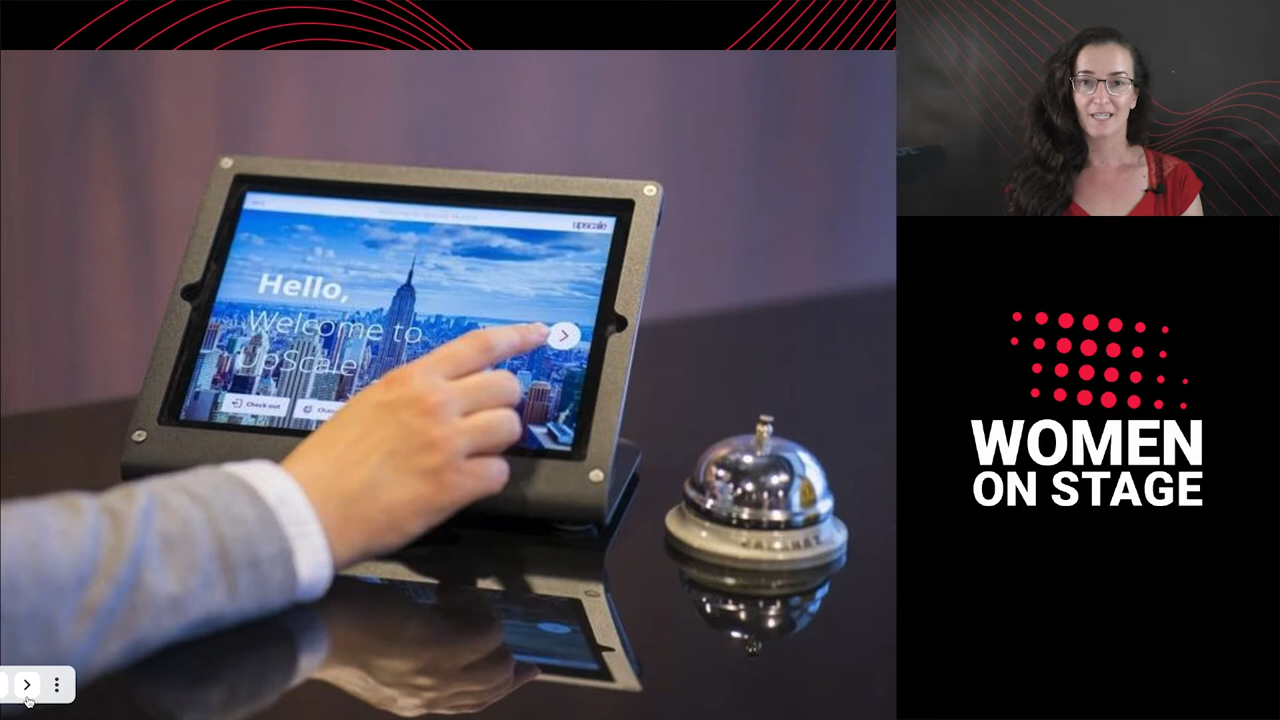 upscale
Hello,
Welcome to
UpScale
Check out
WOMEN
ON STAGE